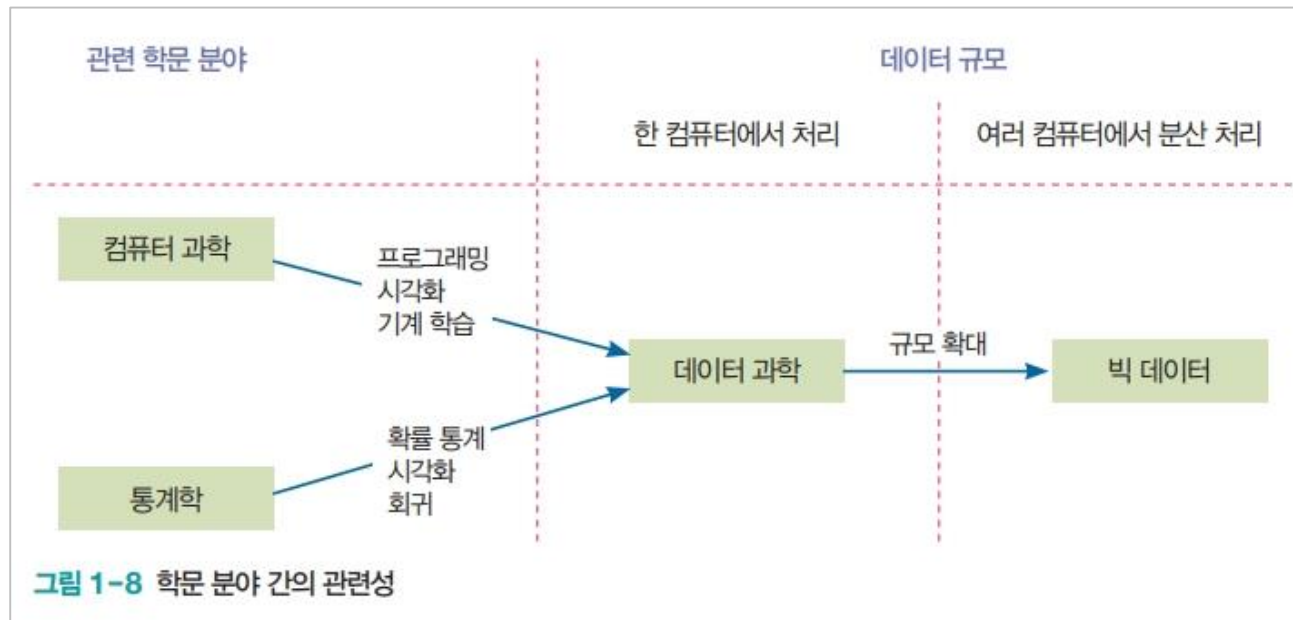 관련 학문 분야
데이터 규모
한 컴퓨터에서 처리
여러 컴퓨터에서 분산 처리
컴퓨터 과학
프로그래밍
시각화
기계 학습
데이터 과학
규모 확대
빅 데이터
확률 통계
시각화
회귀
통계학
그림 1-8 학문 분야 간의 관련성